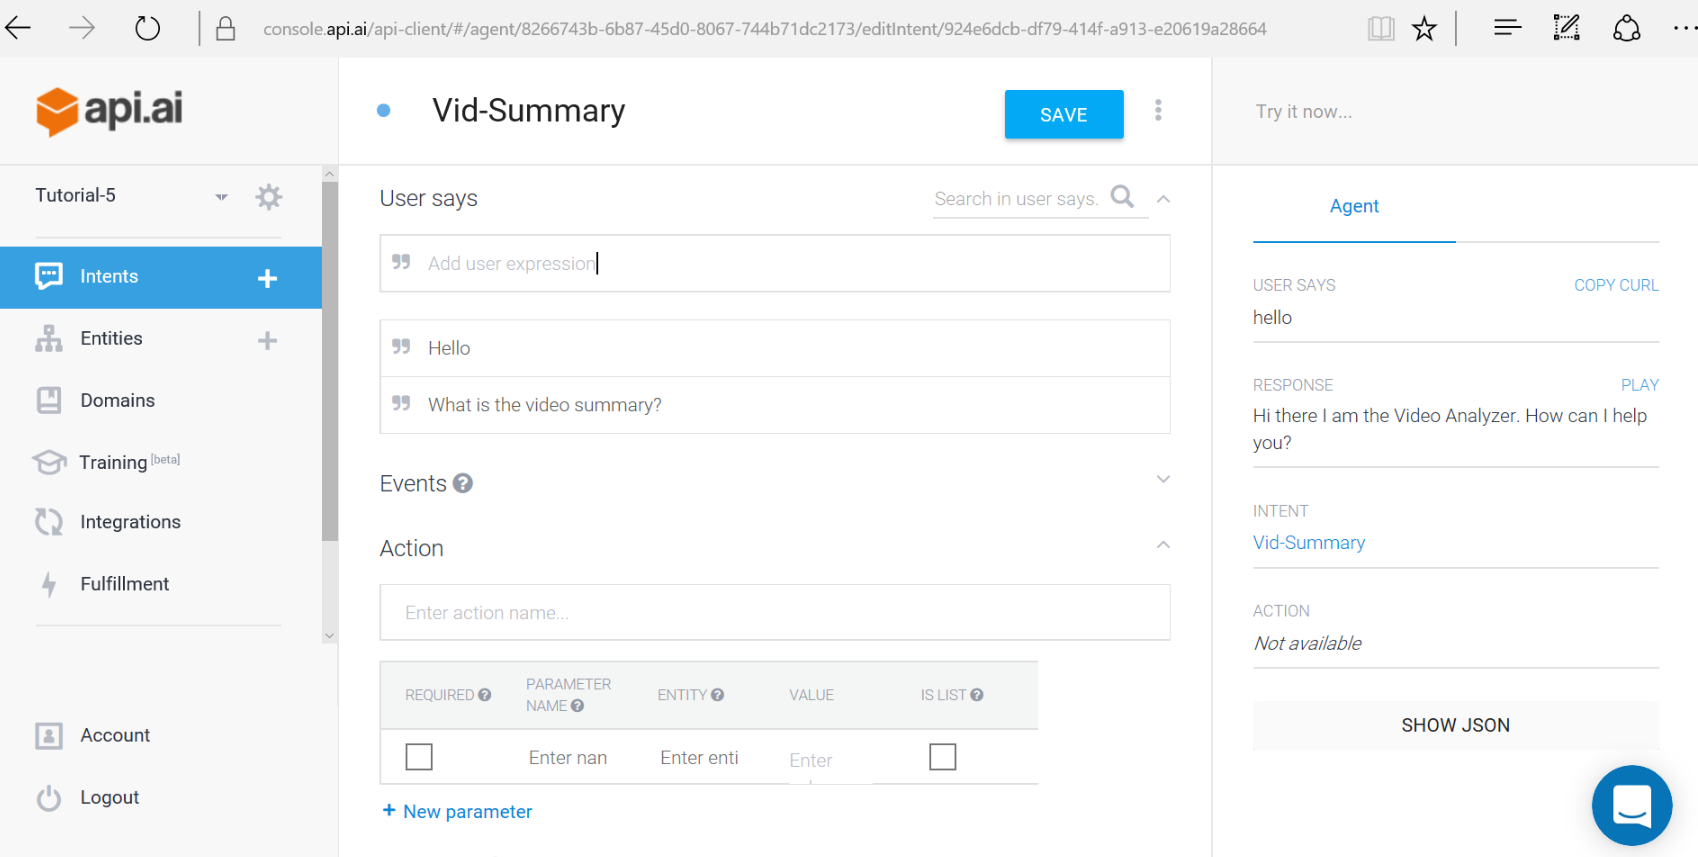 console.api.ai/api-client/#/agent/8266743b-6b87-45d0-8067-744b71dc2173/editIntent/924e6dcb-df79-414f-a913-e20619a28664
api.ai
Vid-Summary
SAVE
Try it now...
Tutorial-5
Intents
Entities
Domains
Training [beta]
Integrations
Fulfillment
Account
Logout
User says
Search in user says.
Add user expression
Hello
What is the video summary?
Events
Action
Enter action name...
REQUIRED
PARAMETER
NAME
ENTITY
VALUE
IS LIST
Enter nan
Enter enti
Enter
+ New parameter
Agent
USER SAYS
COPY CURL
hello
RESPONSE
PLAY
Hi there I am the Video Analyzer. How can I help
you?
INTENT
Vid-Summary
ACTION
Not available
SHOW JSON